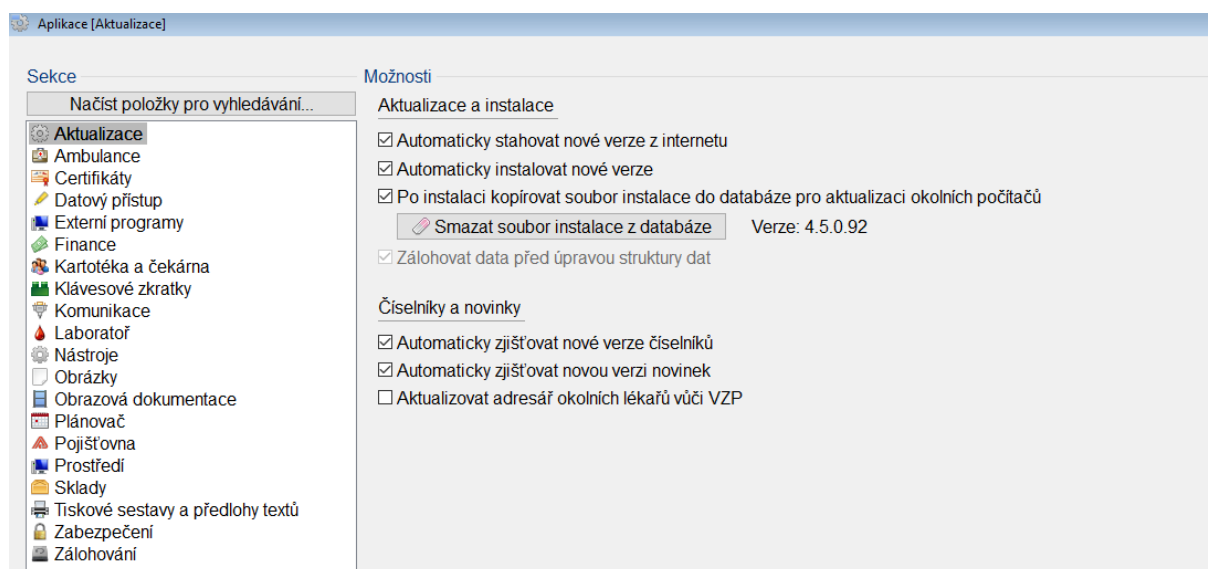 Aplikace [Aktualizace]
Sekce
Načíst položky pro vyhledávání...
Aktualizace
Ambulance
Certifikáty
Datový přístup
Externí programy
Finance
Kartotéka a čekárna
Klávesové zkratky
Komunikace
Laboratoř
Nástroje
Obrázky
Obrazová dokumentace
Plánovač
Pojišťovna
Prostředí
Sklady
Tiskové sestavy a předlohy textů
Zabezpečení
Zálohování
Možnosti
Aktualizace a instalace
Automaticky stahovat nové verze z internetu
Automaticky instalovat nové verze
Po instalaci kopírovat soubor instalace do databáze pro aktualizaci okolních počítačů
Smazat soubor instalace z databáze Verze: 4.5.0.92
Zálohovat data před úpravou struktury dat
Číselníky a novinky
Automaticky zjišťovat nové verze číselníků
Automaticky zjišťovat novou verzi novinek
Aktualizovat adresář okolních lékařů vůči VZP